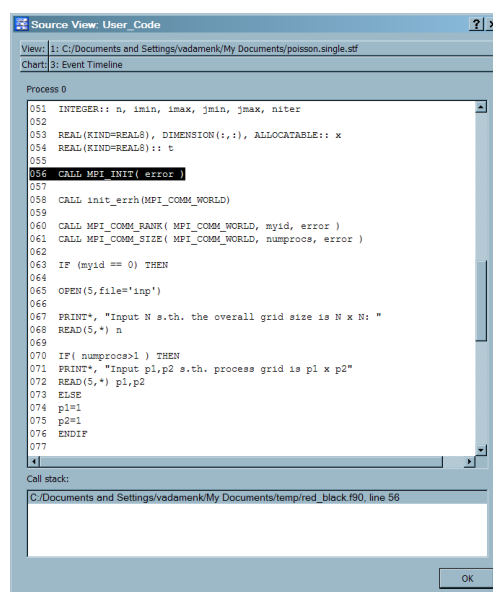 Source View: User_Code
View: 1: C:/Documents and Settings/vadamenk/My Documents/poisson.single.stf
Chart: 3: Event Timeline
Process 0
051 INTEGER:: n, imin, imax, jmin, jmax, niter
052
053 REAL(KIND=REAL8), DIMENSION(:,:), ALLOCATABLE:: x
054 REAL(KIND=REAL8):: t
055
056 CALL MPI_INIT( error )
057
058 CALL init_errh(MPI_COMM_WORLD)
059
060 CALL MPI_COMM_RANK( MPI_COMM_WORLD, myid, error )
061 CALL MPI_COMM_SIZE( MPI_COMM_WORLD, numprocs, error )
062
063 IF (myid == 0) THEN
064
065 OPEN(5,file='inp')
066
067 PRINT*, "Input N s.th. the overall grid size is N x N: "
068 READ(5,*) n
069
070 IF( numprocs>1 ) THEN
071 PRINT*, "Input p1,p2 s.th. process grid is p1 x p2"
072 READ(5,*) p1,p2
073 ELSE
074 p1=1
075 p2=1
076 ENDIF
077
Call stack:
C:/Documents and Settings/vadamenk/My Documents/temp/red_black.f90, line 56
OK